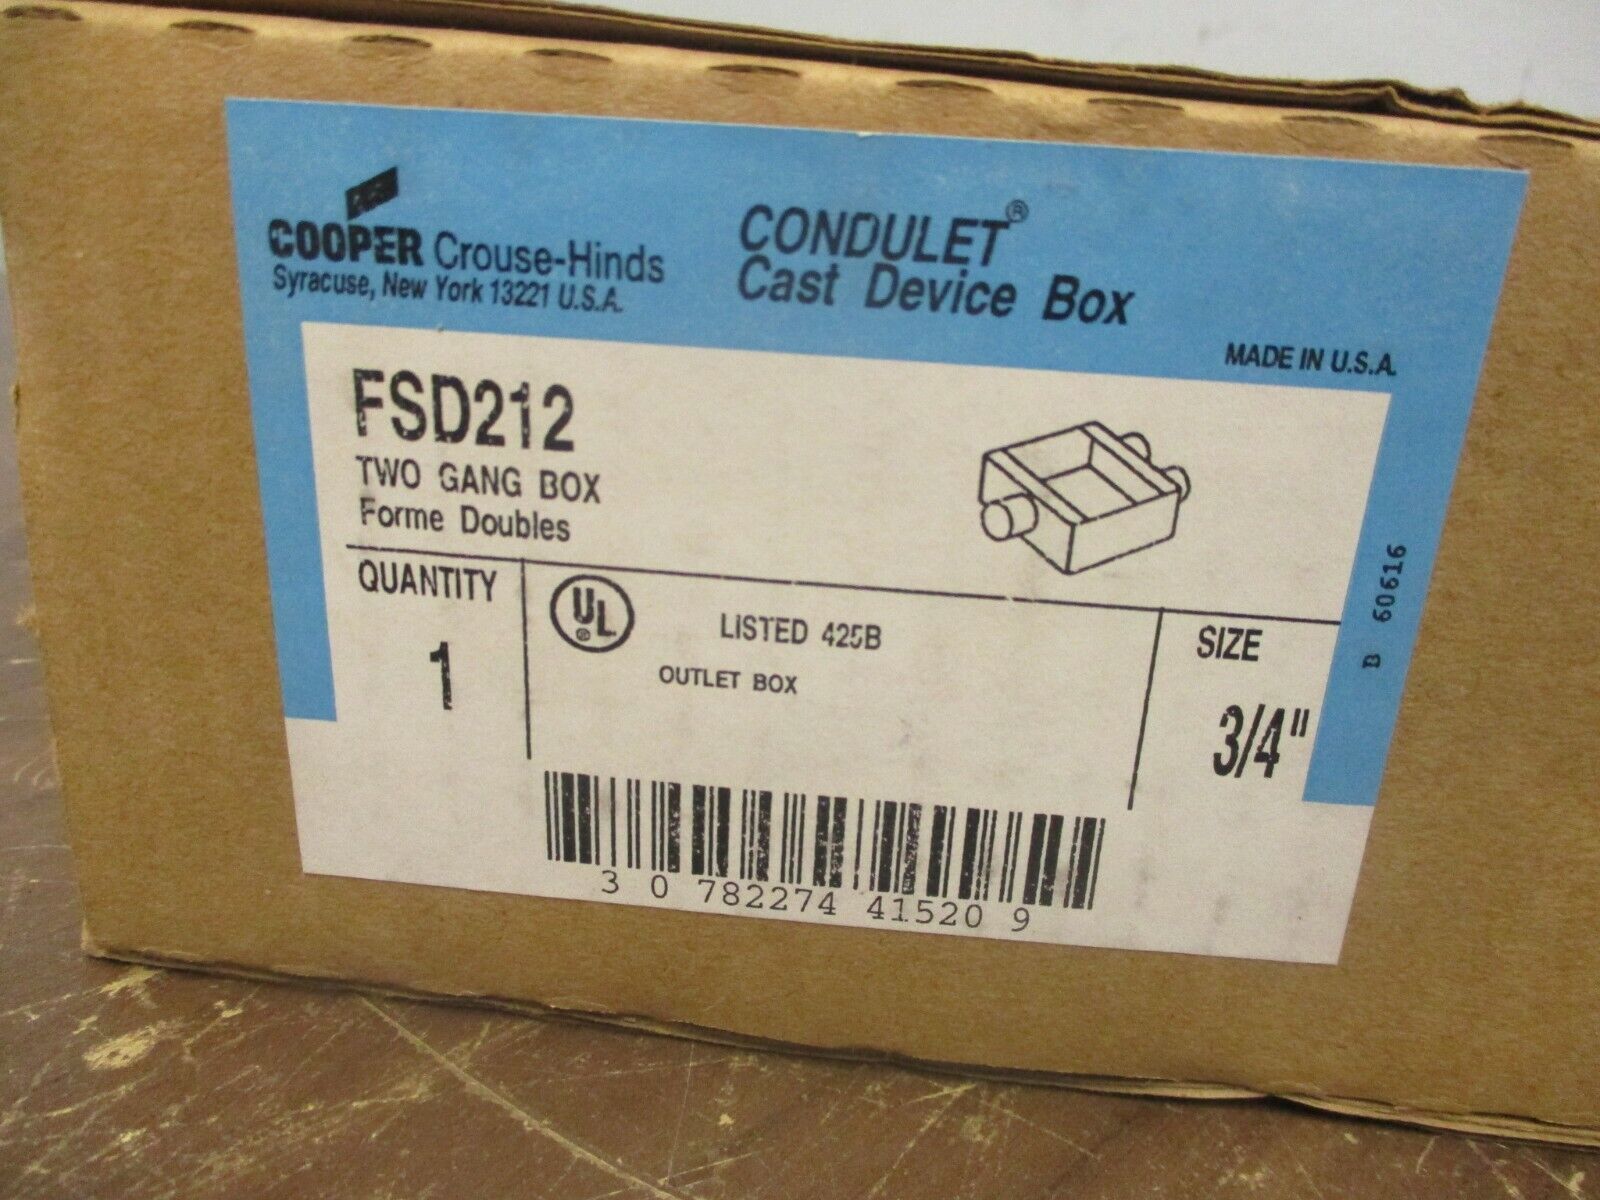 COOPER Crouse-Hinds
Syracuse, New York 13221 U.S.A.
CONDULET®
Cast Device Box
MADE IN U.S.A.
FSD212
TWO GANG BOX
Forme Doubles
QUANTITY
1
UL
LISTED 425B
OUTLET BOX
SIZE
3/4"
B 60616
3 0 782274 41520 9